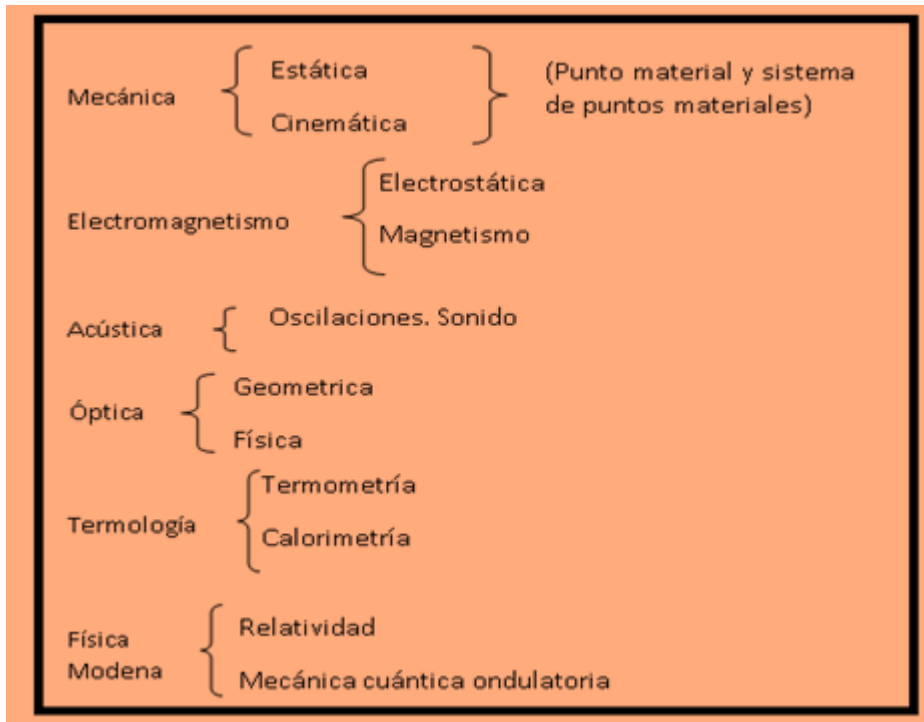 Mecánica
Estática
Cinemática
(Punto material y sistema
de puntos materiales)
Electromagnetismo
Electrostática
Magnetismo
Acústica
Oscilaciones. Sonido
Óptica
Geometrica
Física
Termología
Termometría
Calorimetría
Física
Modena
Relatividad
Mecánica cuántica ondulatoria